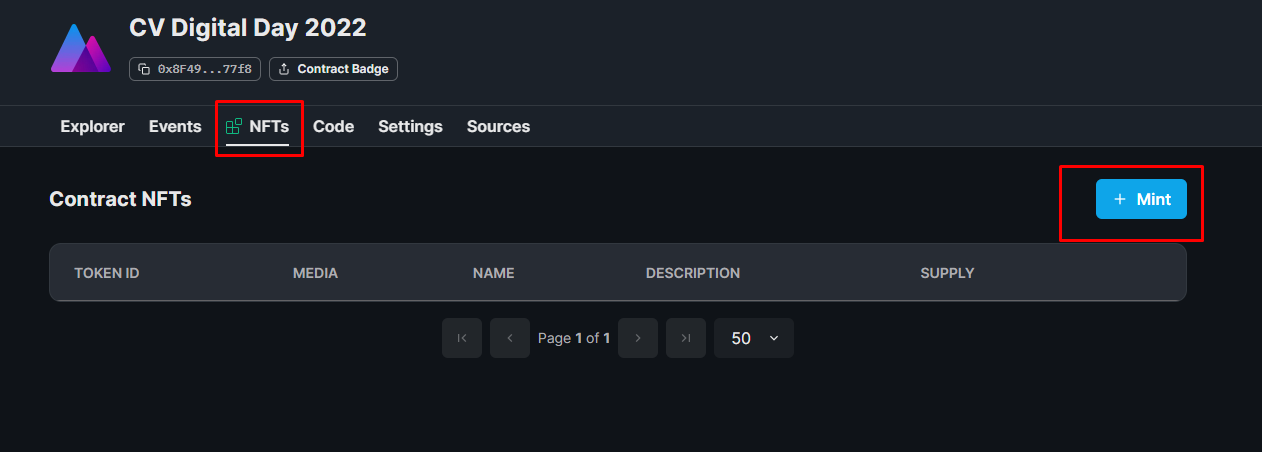 CV Digital Day 2022
0x8F49...77f8 Contract Badge
Explorer Events NFTs Code Settings Sources
Contract NFTs + Mint
TOKEN ID MEDIA NAME DESCRIPTION SUPPLY
Page 1 of 1 50